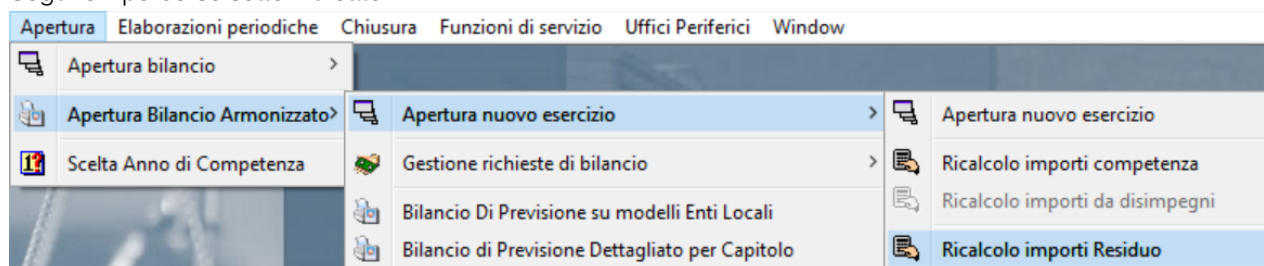 Apertura Elaborazioni periodiche Chiusura Funzioni di servizio Uffici Periferici Window
Apertura bilancio >
Apertura Bilancio Armonizzato>
Scelta Anno di Competenza
Apertura nuovo esercizio >
Gestione richieste di bilancio >
Bilancio Di Previsione su modelli Enti Locali
Bilancio di Previsione Dettagliato per Capitolo
Apertura nuovo esercizio
Ricalcolo importi competenza
Ricalcolo importi da disimpegni
Ricalcolo importi Residuo